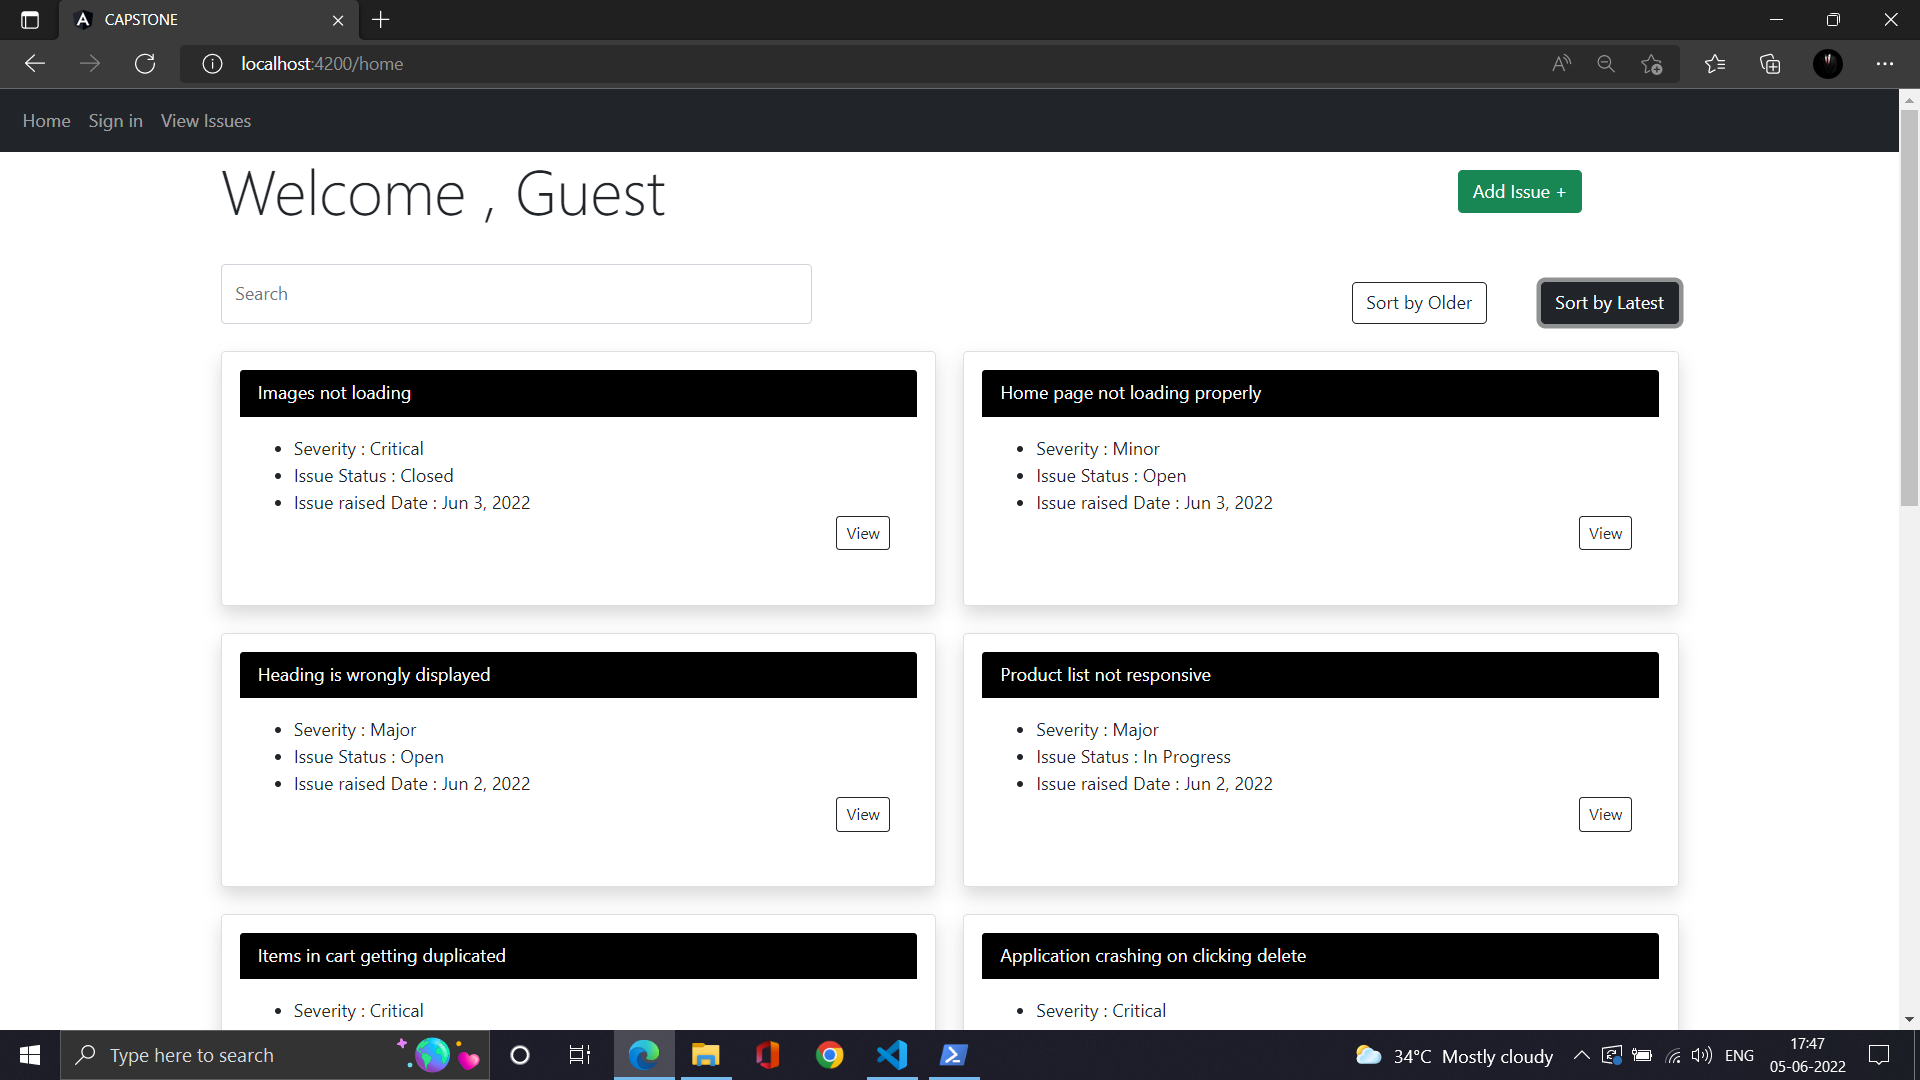 CAPSTONE
localhost:4200/home
Home Sign in View Issues
Welcome , Guest
Add Issue +
Search
Sort by Older
Sort by Latest
Images not loading
Severity : Critical
Issue Status : Closed
Issue raised Date : Jun 3, 2022
View
Home page not loading properly
Severity : Minor
Issue Status : Open
Issue raised Date : Jun 3, 2022
View
Heading is wrongly displayed
Severity : Major
Issue Status : Open
Issue raised Date : Jun 2, 2022
View
Product list not responsive
Severity : Major
Issue Status : In Progress
Issue raised Date : Jun 2, 2022
View
Items in cart getting duplicated
Severity : Critical
Application crashing on clicking delete
Severity : Critical
Type here to search
34°C Mostly cloudy
ENG
17:47
05-06-2022